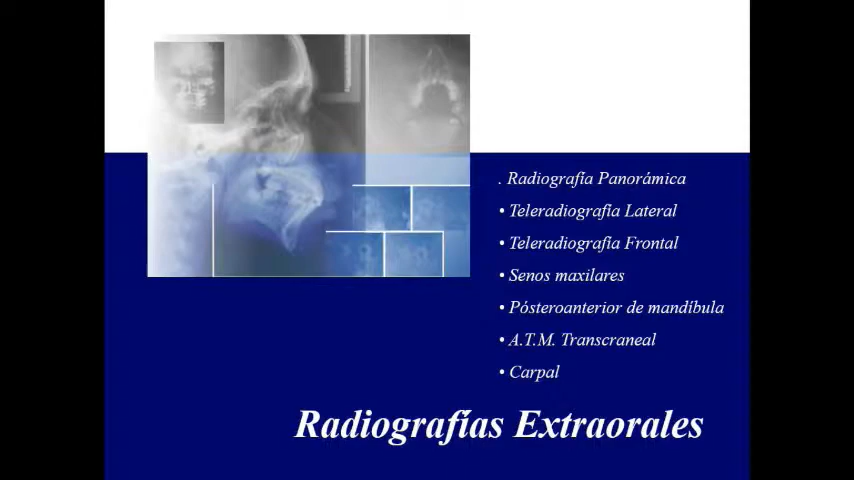 . Radiografía Panorámica
• Teleradiografía Lateral
• Teleradiografía Frontal
• Senos maxilares
• Pósteroanterior de mandíbula
• A.T.M. Transcraneal
• Carpal
Radiografías Extraorales